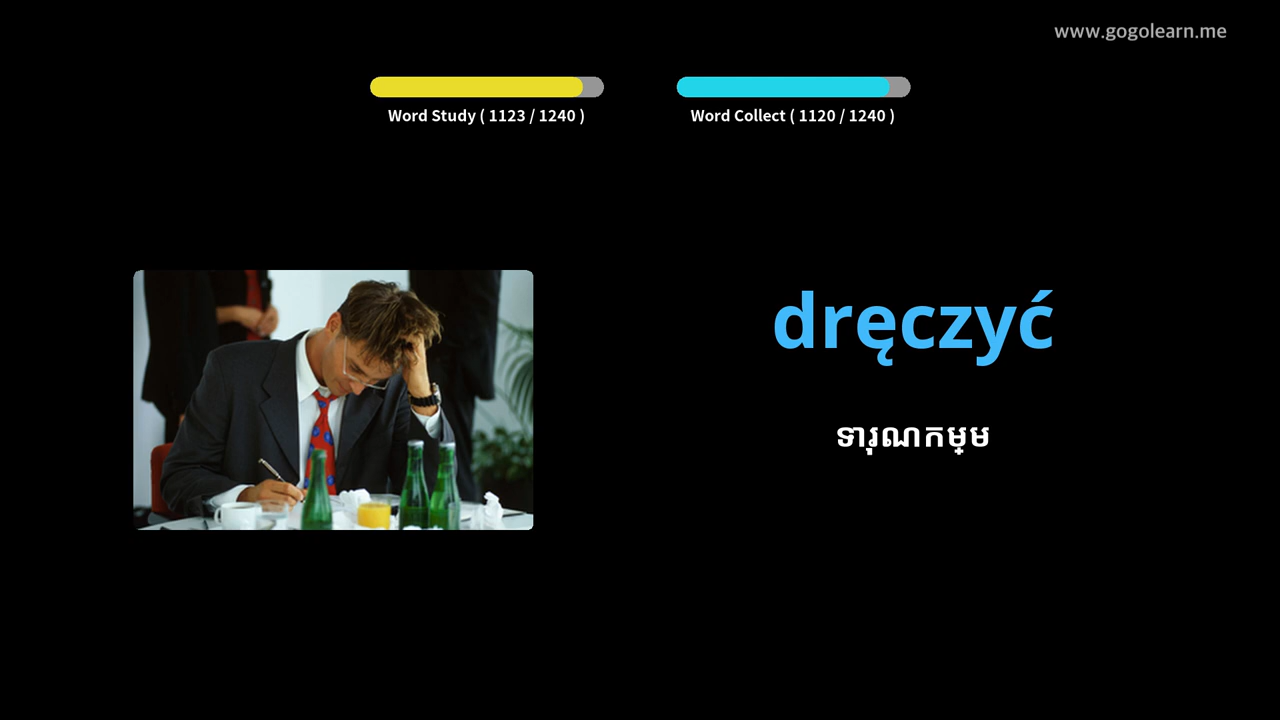 www.gogolearn.me
Word Study ( 1123 / 1240 )
Word Collect ( 1120 / 1240 )
dręczyć
ទារុណកម្ម